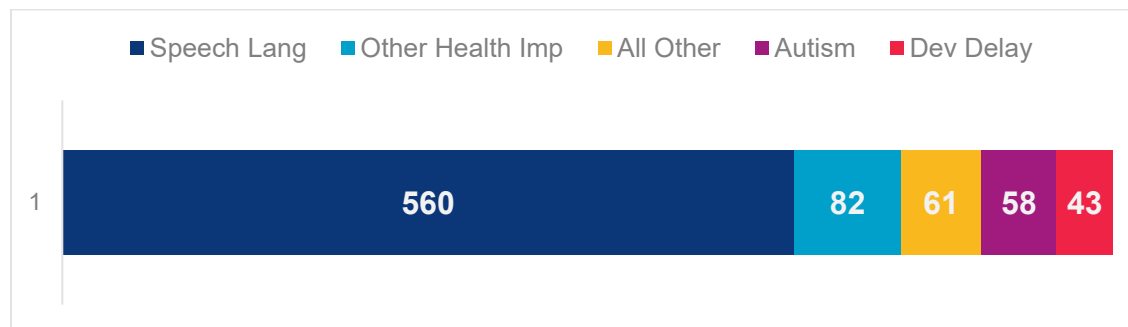 Speech Lang Other Health Imp All Other Autism Dev Delay
1 560 82 61 58 43